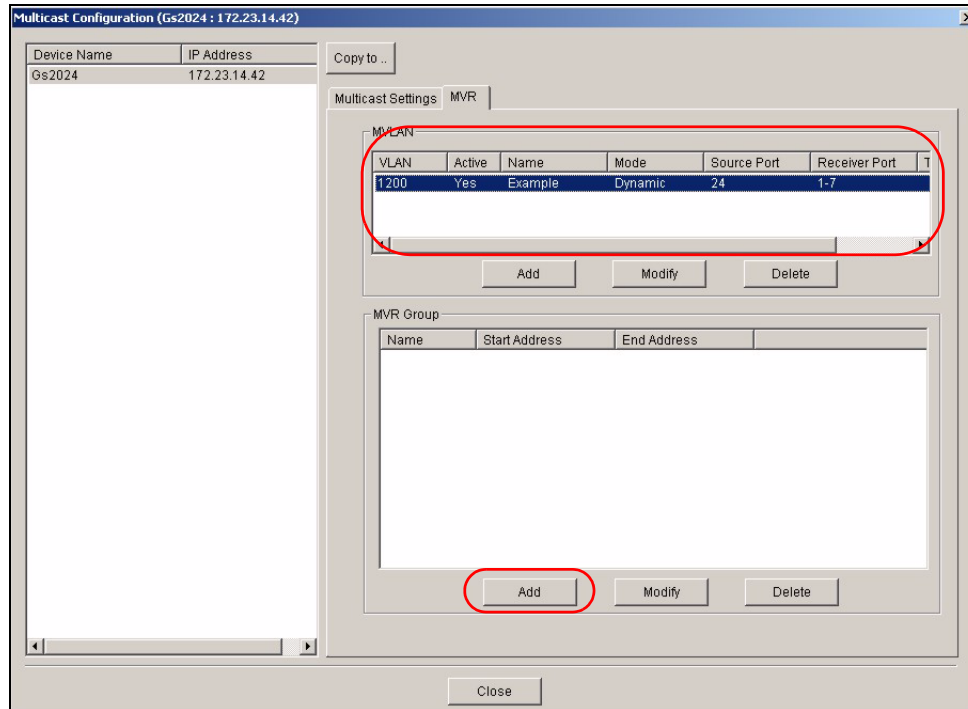 Multicast Configuration (Gs2024 : 172.23.14.42)
Device Name IP Address
Gs2024 172.23.14.42
Copy to ..
Multicast Settings MVR
MVLAN
VLAN Active Name Mode Source Port Receiver Port T
1200 Yes Example Dynamic 24 1-7
Add Modify Delete
MVR Group
Name Start Address End Address
Add Modify Delete
Close